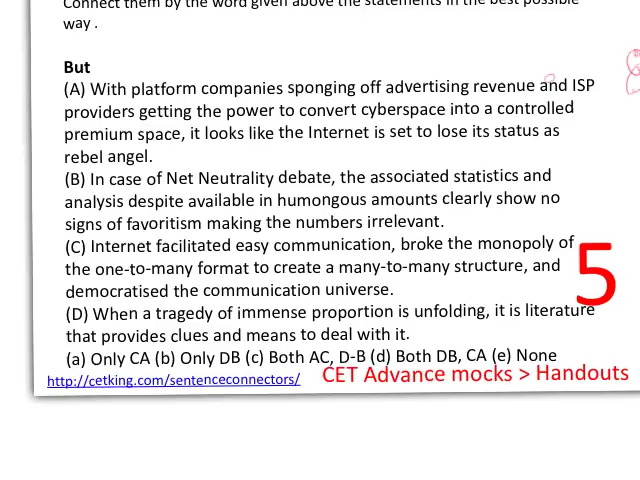 Connect them by the word given above the statements in the best possible
way .
But
(A) With platform companies sponging off advertising revenue and ISP
providers getting the power to convert cyberspace into a controlled
premium space, it looks like the Internet is set to lose its status as
rebel angel.
(B) In case of Net Neutrality debate, the associated statistics and
analysis despite available in humongous amounts clearly show no
signs of favoritism making the numbers irrelevant.
(C) Internet facilitated easy communication, broke the monopoly of
the one-to-many format to create a many-to-many structure, and
democratised the communication universe.
5
(D) When a tragedy of immense proportion is unfolding, it is literature
that provides clues and means to deal with it.
(a) Only CA (b) Only DB (c) Both AC, D-B (d) Both DB, CA (e) None
http://cetking.com/sentenceconnectors/ CET Advance mocks > Handouts